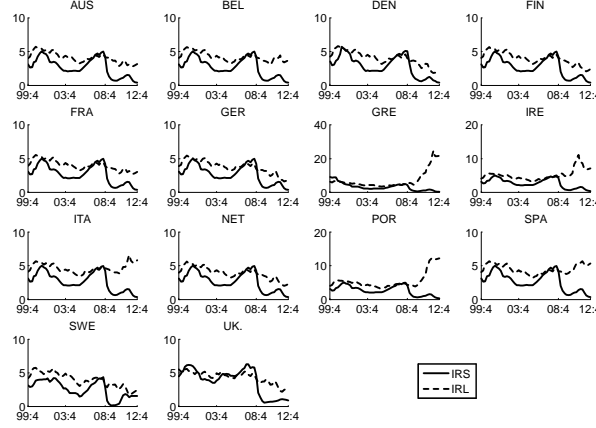 AUS BEL DEN FIN
10 10 10 10
5 5 5 5
0 0 0 0
99:4 03:4 08:4 12:4 99:4 03:4 08:4 12:4 99:4 03:4 08:4 12:4 99:4 03:4 08:4 12:4
FRA GER GRE IRE
10 10 40 20
5 5 20 10
0 0 0 0
99:4 03:4 08:4 12:4 99:4 03:4 08:4 12:4 99:4 03:4 08:4 12:4 99:4 03:4 08:4 12:4
ITA NET POR SPA
10 10 20 10
5 5 10 5
0 0 0 0
99:4 03:4 08:4 12:4 99:4 03:4 08:4 12:4 99:4 03:4 08:4 12:4 99:4 03:4 08:4 12:4
SWE UK.
10 10
5 5
0 0
99:4 03:4 08:4 12:4 99:4 03:4 08:4 12:4
IRS
IRL